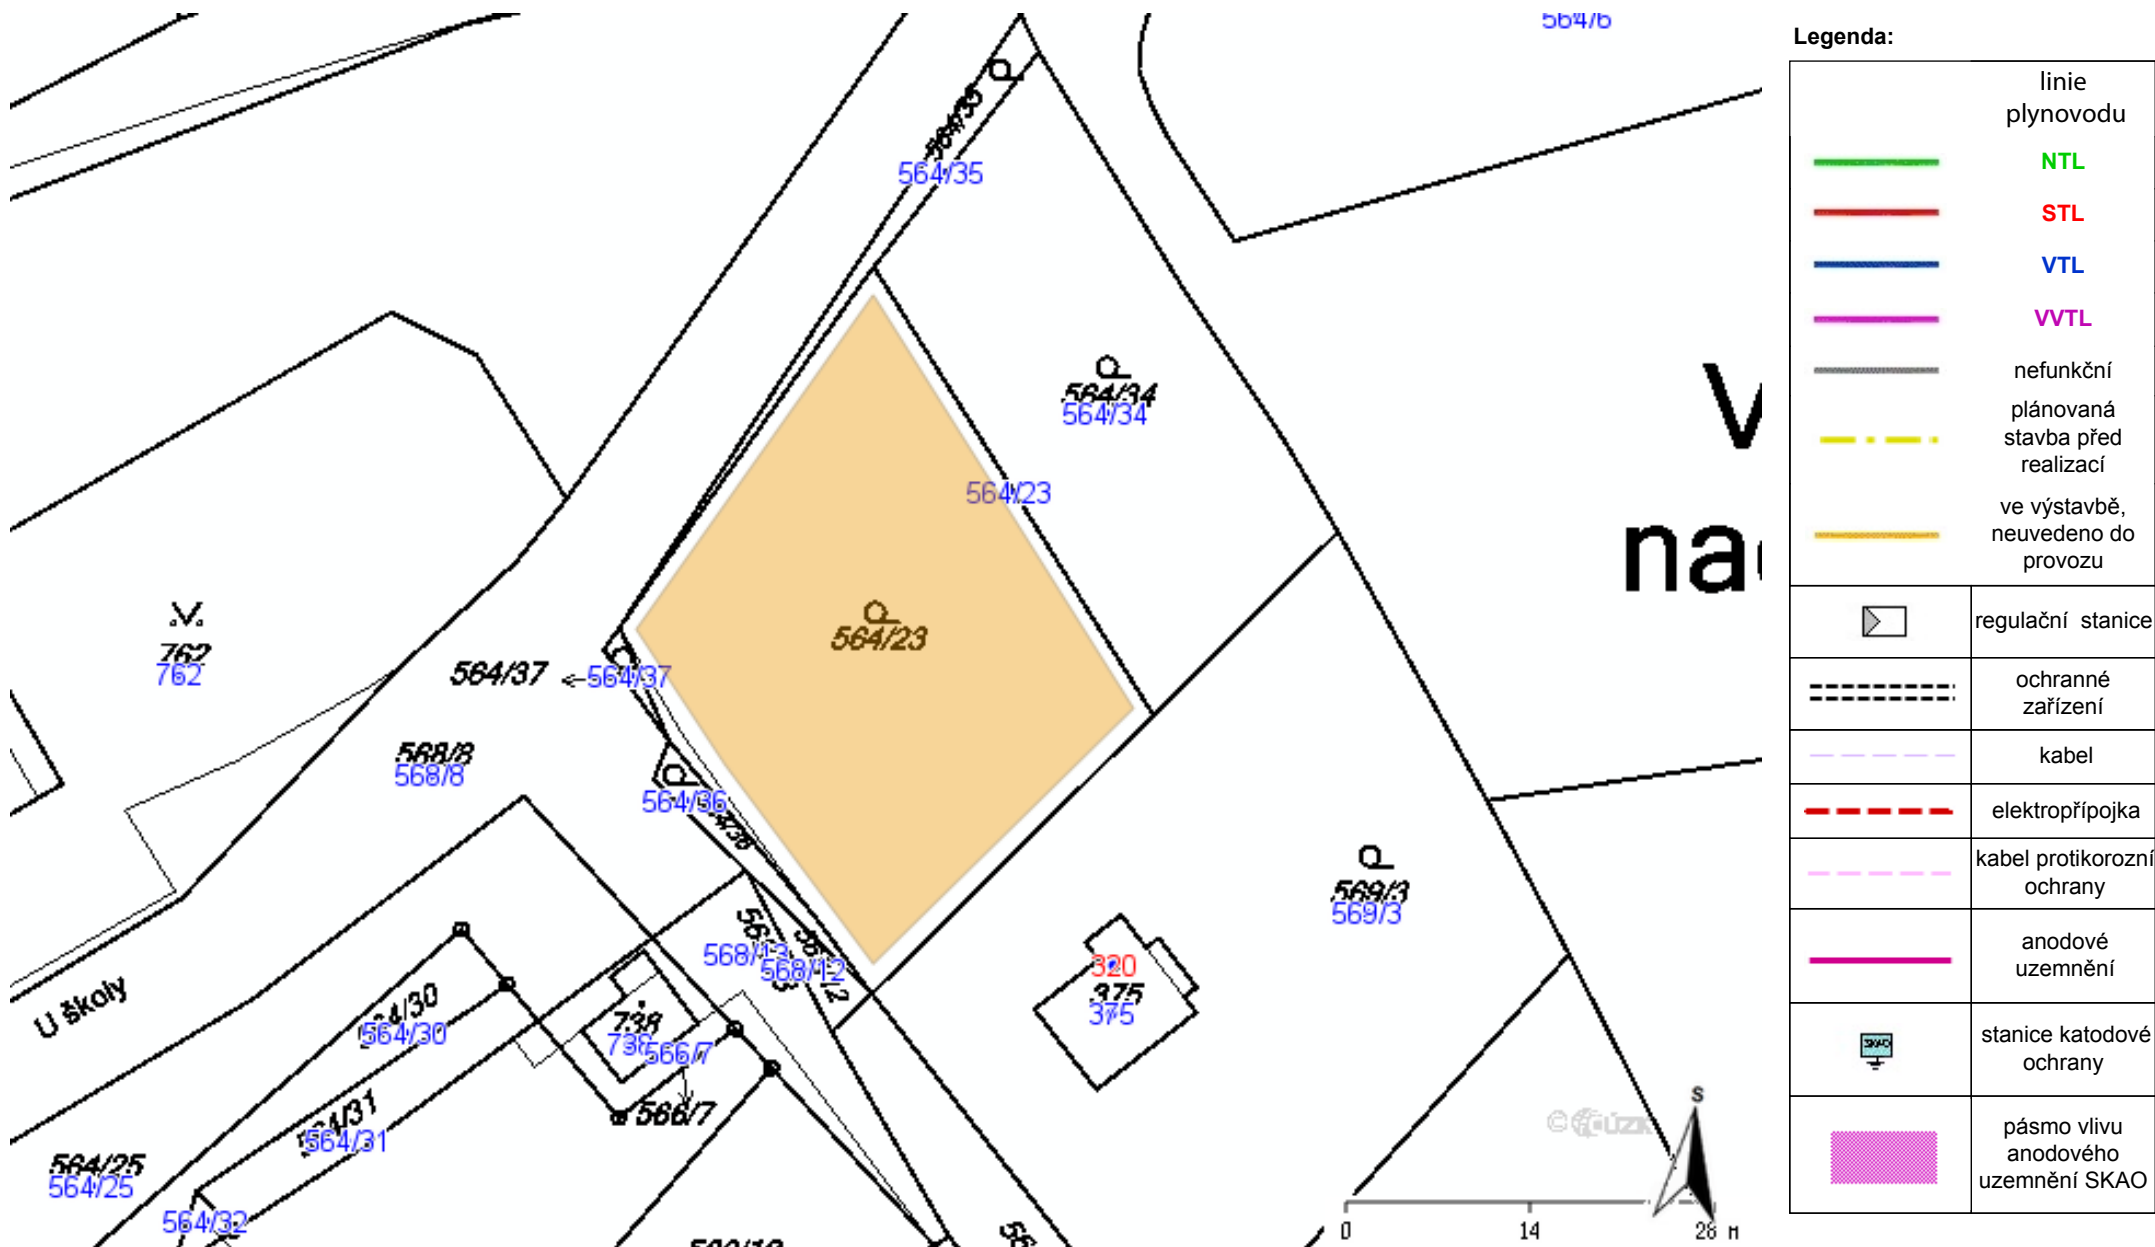 564/6
564/35
564/35
564/34
564/34
564/23
564/23
762
762
564/37
564/37
568/8
568/8
564/36
569/3
569/3
568/13
568/12
320
375
375
U školy
564/30
564/30
738
566/7
566/7
564/31
564/31
564/25
564/25
564/32
S
0 14 28 M
Legenda:
linie
plynovodu
NTL
STL
VTL
VVTL
nefunkční
plánovaná
stavba před
realizací
ve výstavbě,
neuvedeno do
provozu
regulační stanice
ochranné
zařízení
kabel
elektropřípojka
kabel protikorozní
ochrany
anodové
uzemnění
SKAO
stanice katodové
ochrany
pásmo vlivu
anodového
uzemnění SKAO